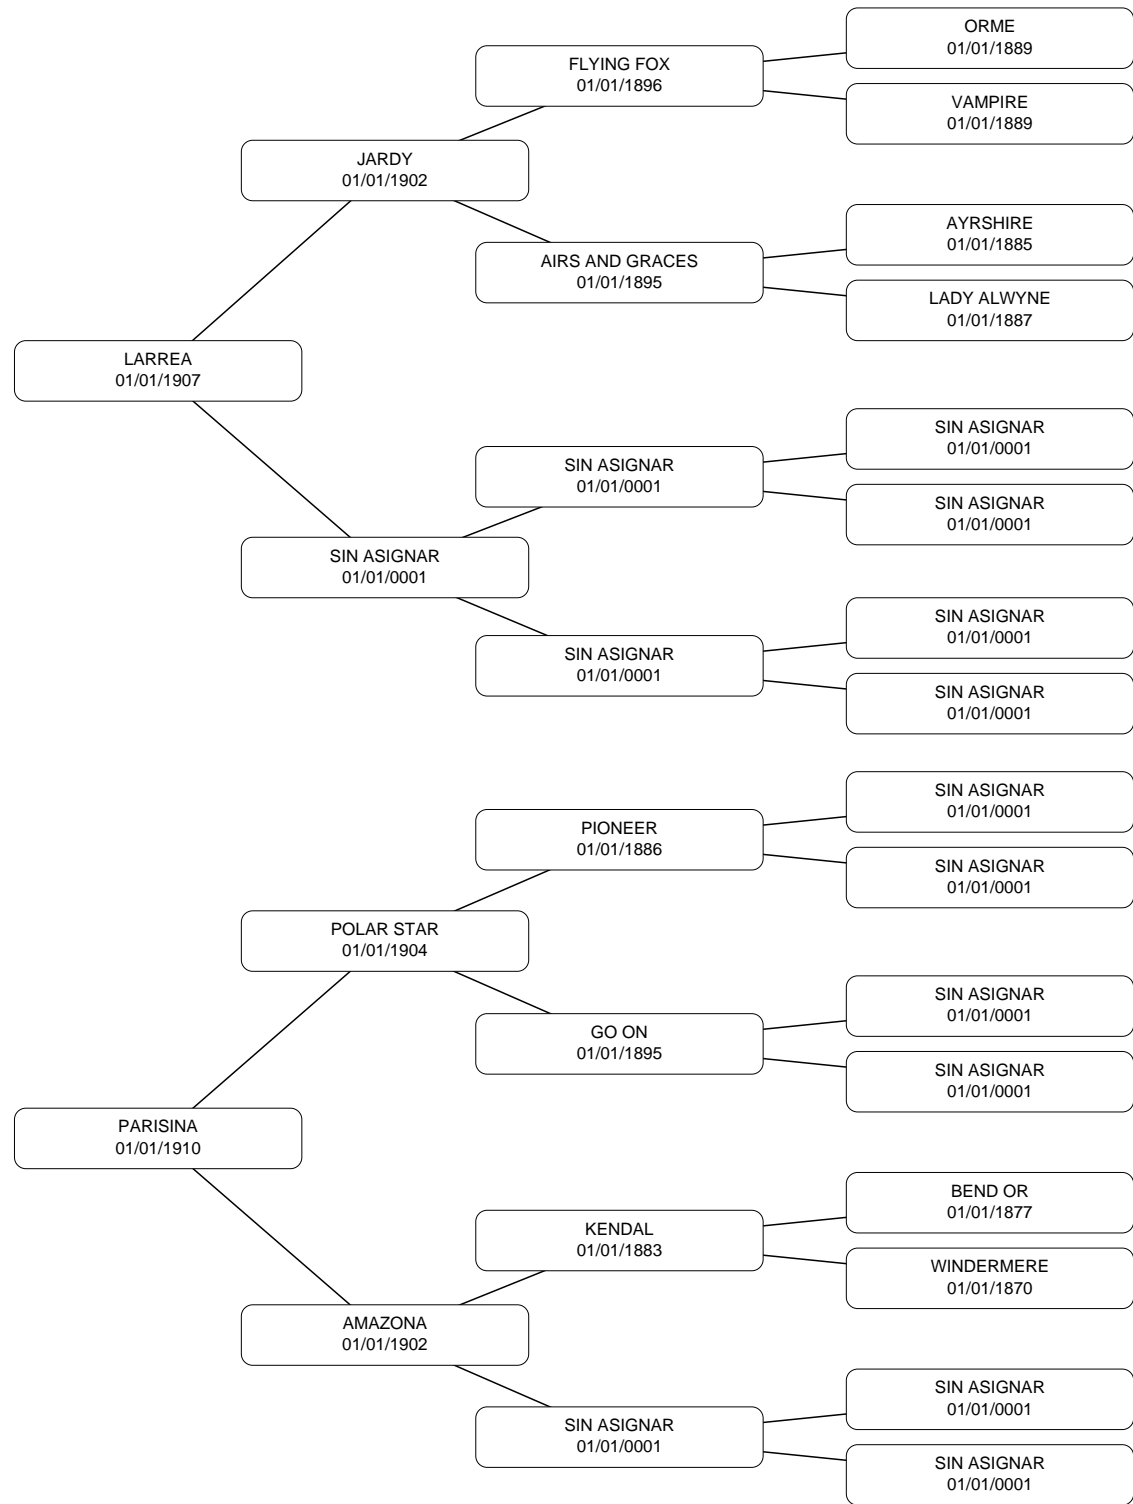 ORME
01/01/1889
FLYING FOX
01/01/1896
VAMPIRE
01/01/1889
JARDY
01/01/1902
AYRSHIRE
01/01/1885
AIRS AND GRACES
01/01/1895
LADY ALWYNE
01/01/1887
LARREA
01/01/1907
SIN ASIGNAR
01/01/0001
SIN ASIGNAR
01/01/0001
SIN ASIGNAR
01/01/0001
SIN ASIGNAR
01/01/0001
SIN ASIGNAR
01/01/0001
SIN ASIGNAR
01/01/0001
SIN ASIGNAR
01/01/0001
SIN ASIGNAR
01/01/0001
PIONEER
01/01/1886
SIN ASIGNAR
01/01/0001
POLAR STAR
01/01/1904
SIN ASIGNAR
01/01/0001
GO ON
01/01/1895
SIN ASIGNAR
01/01/0001
PARISINA
01/01/1910
BEND OR
01/01/1877
KENDAL
01/01/1883
WINDERMERE
01/01/1870
AMAZONA
01/01/1902
SIN ASIGNAR
01/01/0001
SIN ASIGNAR
01/01/0001
SIN ASIGNAR
01/01/0001